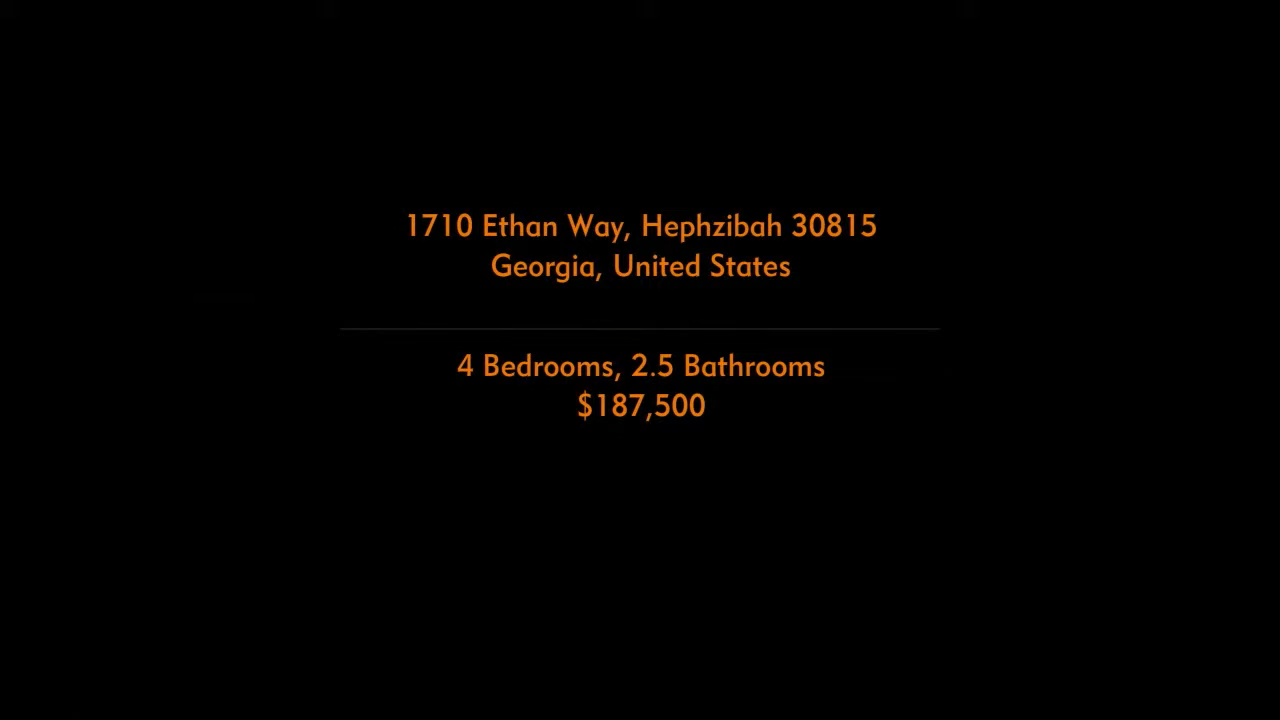 1710 Ethan Way, Hephzibah 30815
Georgia, United States
4 Bedrooms, 2.5 Bathrooms
$187,500